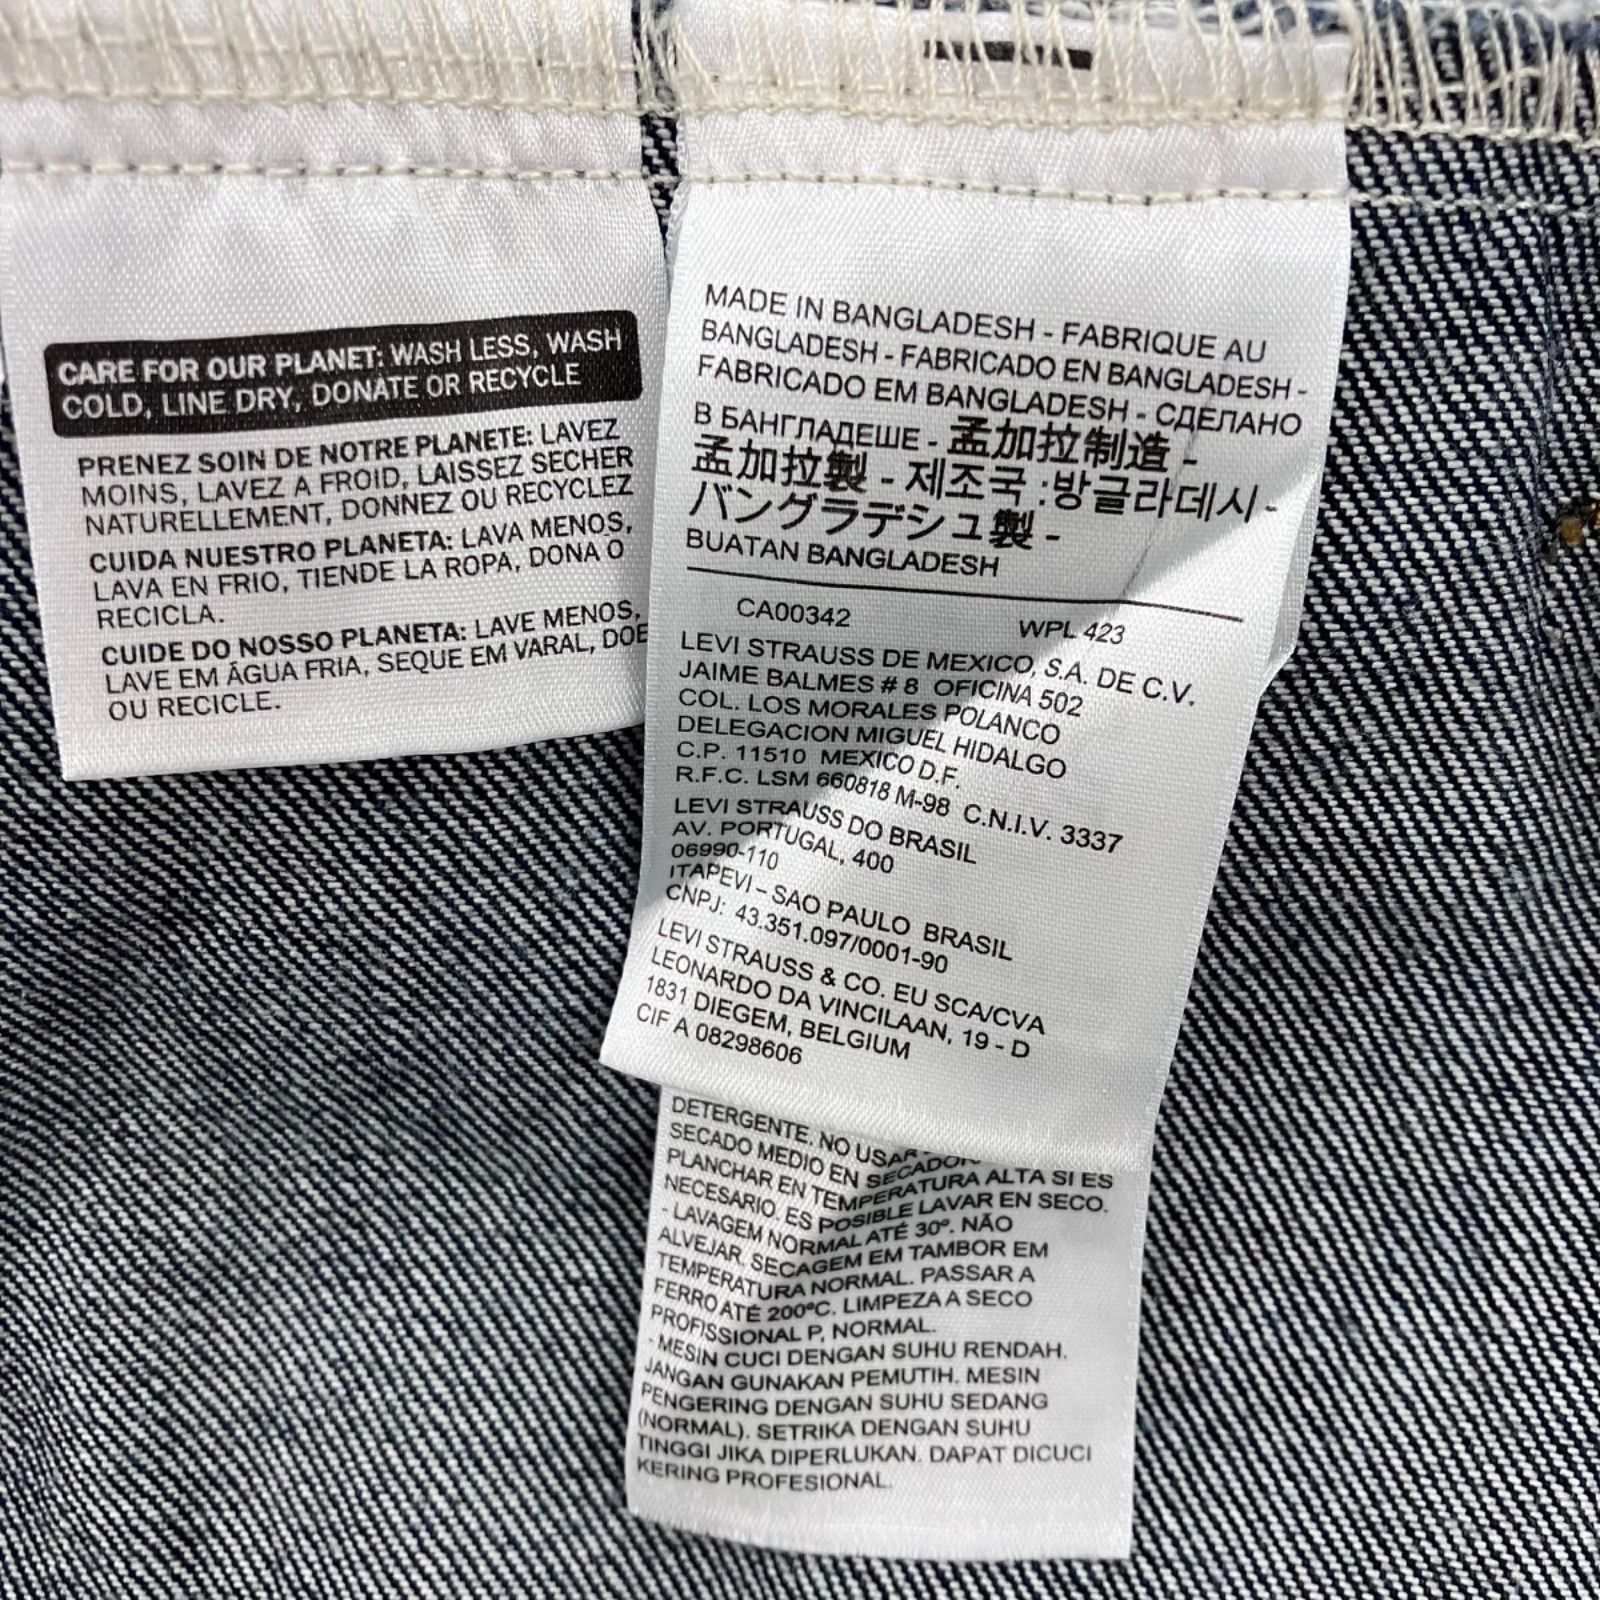 CARE FOR OUR PLANET: WASH LESS, WASH
COLD, LINE DRY, DONATE OR RECYCLE
PRENEZ SOIN DE NOTRE PLANETE: LAVEZ
MOINS, LAVEZ A FROID, LAISSEZ SECHER
NATURELLEMENT, DONNEZ OU RECYCLEZ
CUIDA NUESTRO PLANETA: LAVA MENOS,
LAVA EN FRIO, TIENDE LA ROPA, DONA O
RECICLA.
CUIDE DO NOSSO PLANETA: LAVE MENOS,
LAVE EM ÁGUA FRIA, SEQUE EM VARAL, DOE
OU RECICLE.
MADE IN BANGLADESH - FABRIQUE AU
BANGLADESH - FABRICADO EN BANGLADESH -
FABRICADO EM BANGLADESH - СДЕЛАНО
В БАНГЛАДЕШЕ - 孟加拉制造 -
孟加拉製 - 제조국 :방글라데시 -
バングラデシュ製 -
BUATAN BANGLADESH
CA00342 WPL 423
LEVI STRAUSS DE MEXICO, S.A. DE C.V.
JAIME BALMES # 8 OFICINA 502
COL. LOS MORALES POLANCO
DELEGACION MIGUEL HIDALGO
C.P. 11510 MEXICO D.F.
R.F.C. LSM 660818 M-98 C.N.I.V. 3337
LEVI STRAUSS DO BRASIL
AV. PORTUGAL, 400
06990-110
ITAPEVI – SAO PAULO BRASIL
CNPJ: 43.351.097/0001-90
LEVI STRAUSS & CO. EU SCA/CVA
LEONARDO DA VINCILAAN, 19 - D
1831 DIEGEM, BELGIUM
CIF A 08298606
DETERGENTE. NO USAR
SECADO MEDIO EN SECADOR
PLANCHAR EN TEMPERATURA ALTA SI ES
NECESARIO. ES POSIBLE LAVAR EN SECO.
- LAVAGEM NORMAL ATÉ 30º. NÃO
ALVEJAR. SECAGEM EM TAMBOR EM
TEMPERATURA NORMAL. PASSAR A
FERRO ATÉ 200ºC. LIMPEZA A SECO
PROFISSIONAL P, NORMAL.
- MESIN CUCI DENGAN SUHU RENDAH.
JANGAN GUNAKAN PEMUTIH. MESIN
PENGERING DENGAN SUHU SEDANG
(NORMAL). SETRIKA DENGAN SUHU
TINGGI JIKA DIPERLUKAN. DAPAT DICUCI
KERING PROFESIONAL.